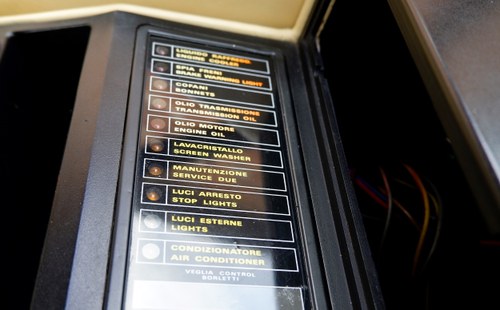 LIQUIDO RAFFREDD
ENGINE COOLER
SPIA FRENI
BRAKE WARNING LIGHT
COFANI
BONNETS
OLIO TRASMISSIONE
TRANSMISSION OIL
OLIO MOTORE
ENGINE OIL
LAVACRISTALLO
SCREEN WASHER
MANUTENZIONE
SERVICE DUE
LUCI ARRESTO
STOP LIGHTS
LUCI ESTERNE
LIGHTS
CONDIZIONATORE
AIR CONDITIONER
VEGLIA CONTROL
BORLETTI